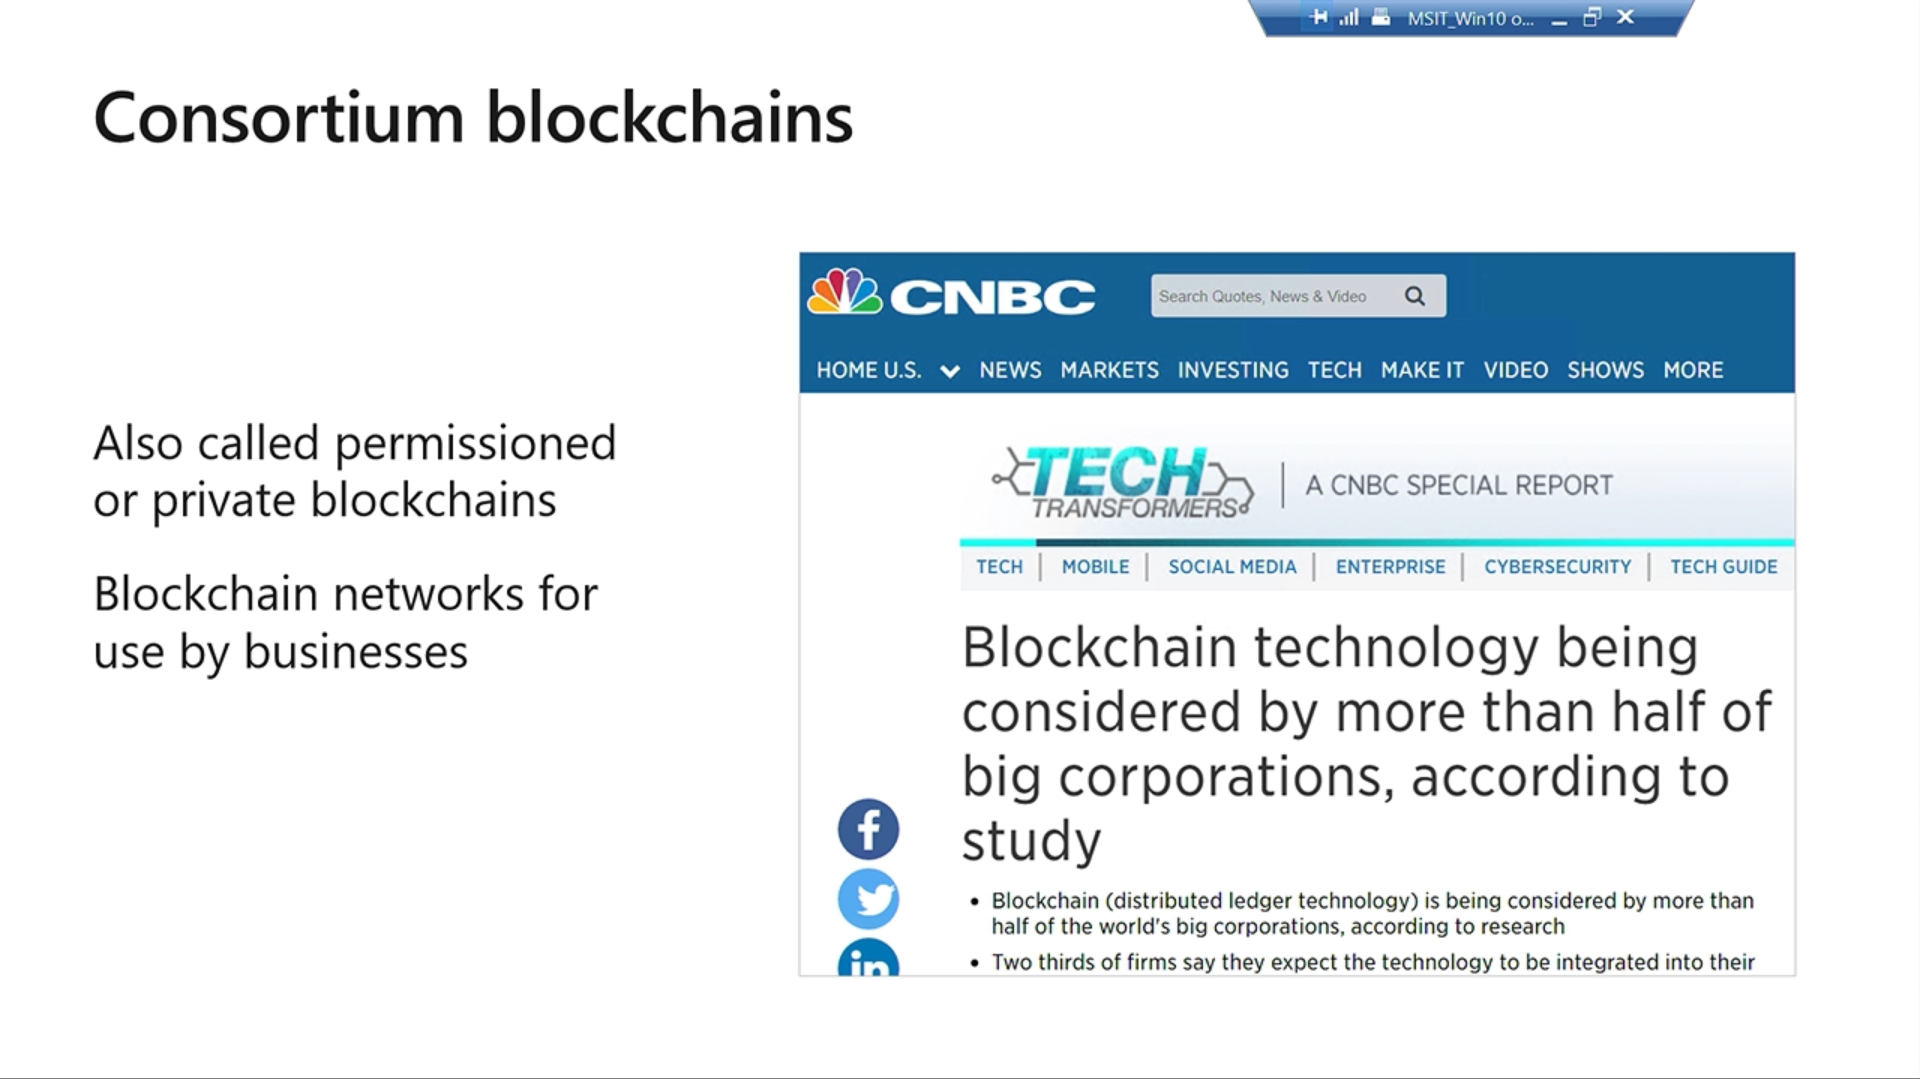 MSIT_Win10 o...
Consortium blockchains
Also called permissioned
or private blockchains
Blockchain networks for
use by businesses
CNBC
Search Quotes, News & Video
HOME U.S. NEWS MARKETS INVESTING TECH MAKE IT VIDEO SHOWS MORE
TECH
TRANSFORMERS
A CNBC SPECIAL REPORT
TECH | MOBILE | SOCIAL MEDIA | ENTERPRISE | CYBERSECURITY | TECH GUIDE
Blockchain technology being
considered by more than half of
big corporations, according to
study
• Blockchain (distributed ledger technology) is being considered by more than
half of the world's big corporations, according to research
• Two thirds of firms say they expect the technology to be integrated into their
f
in